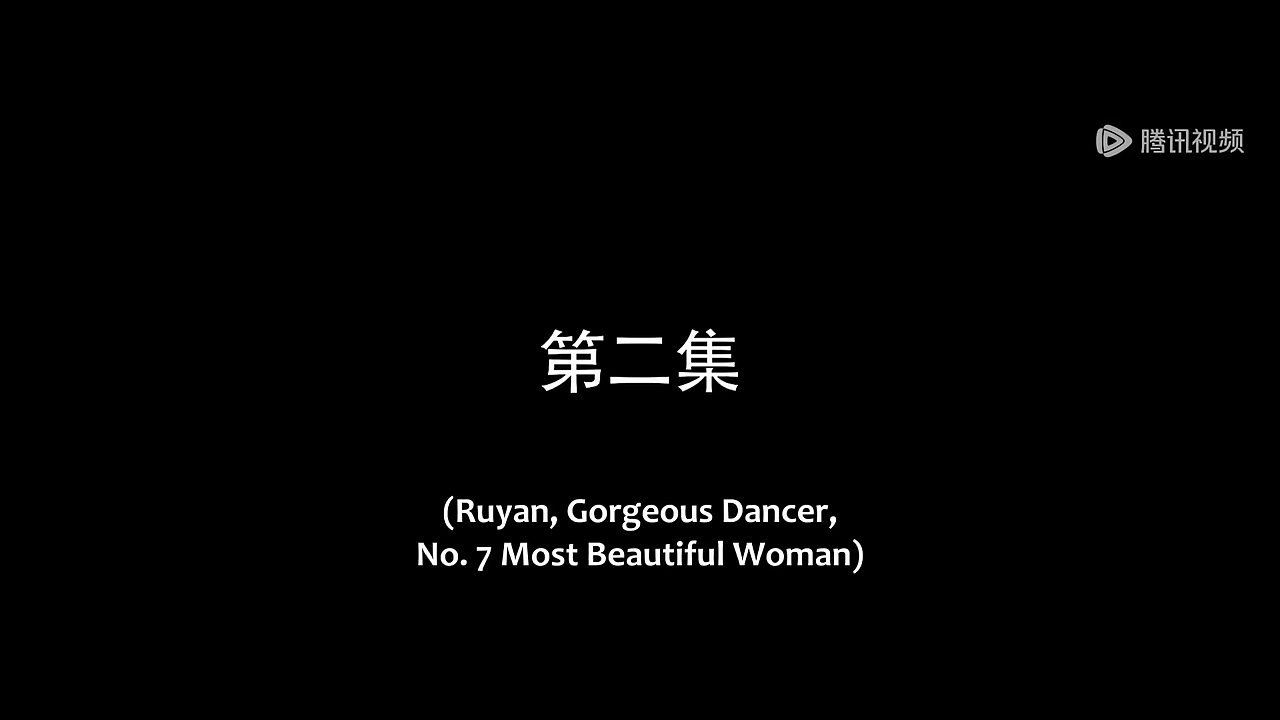 腾讯视频
第二集
(Ruyan, Gorgeous Dancer,
No. 7 Most Beautiful Woman)